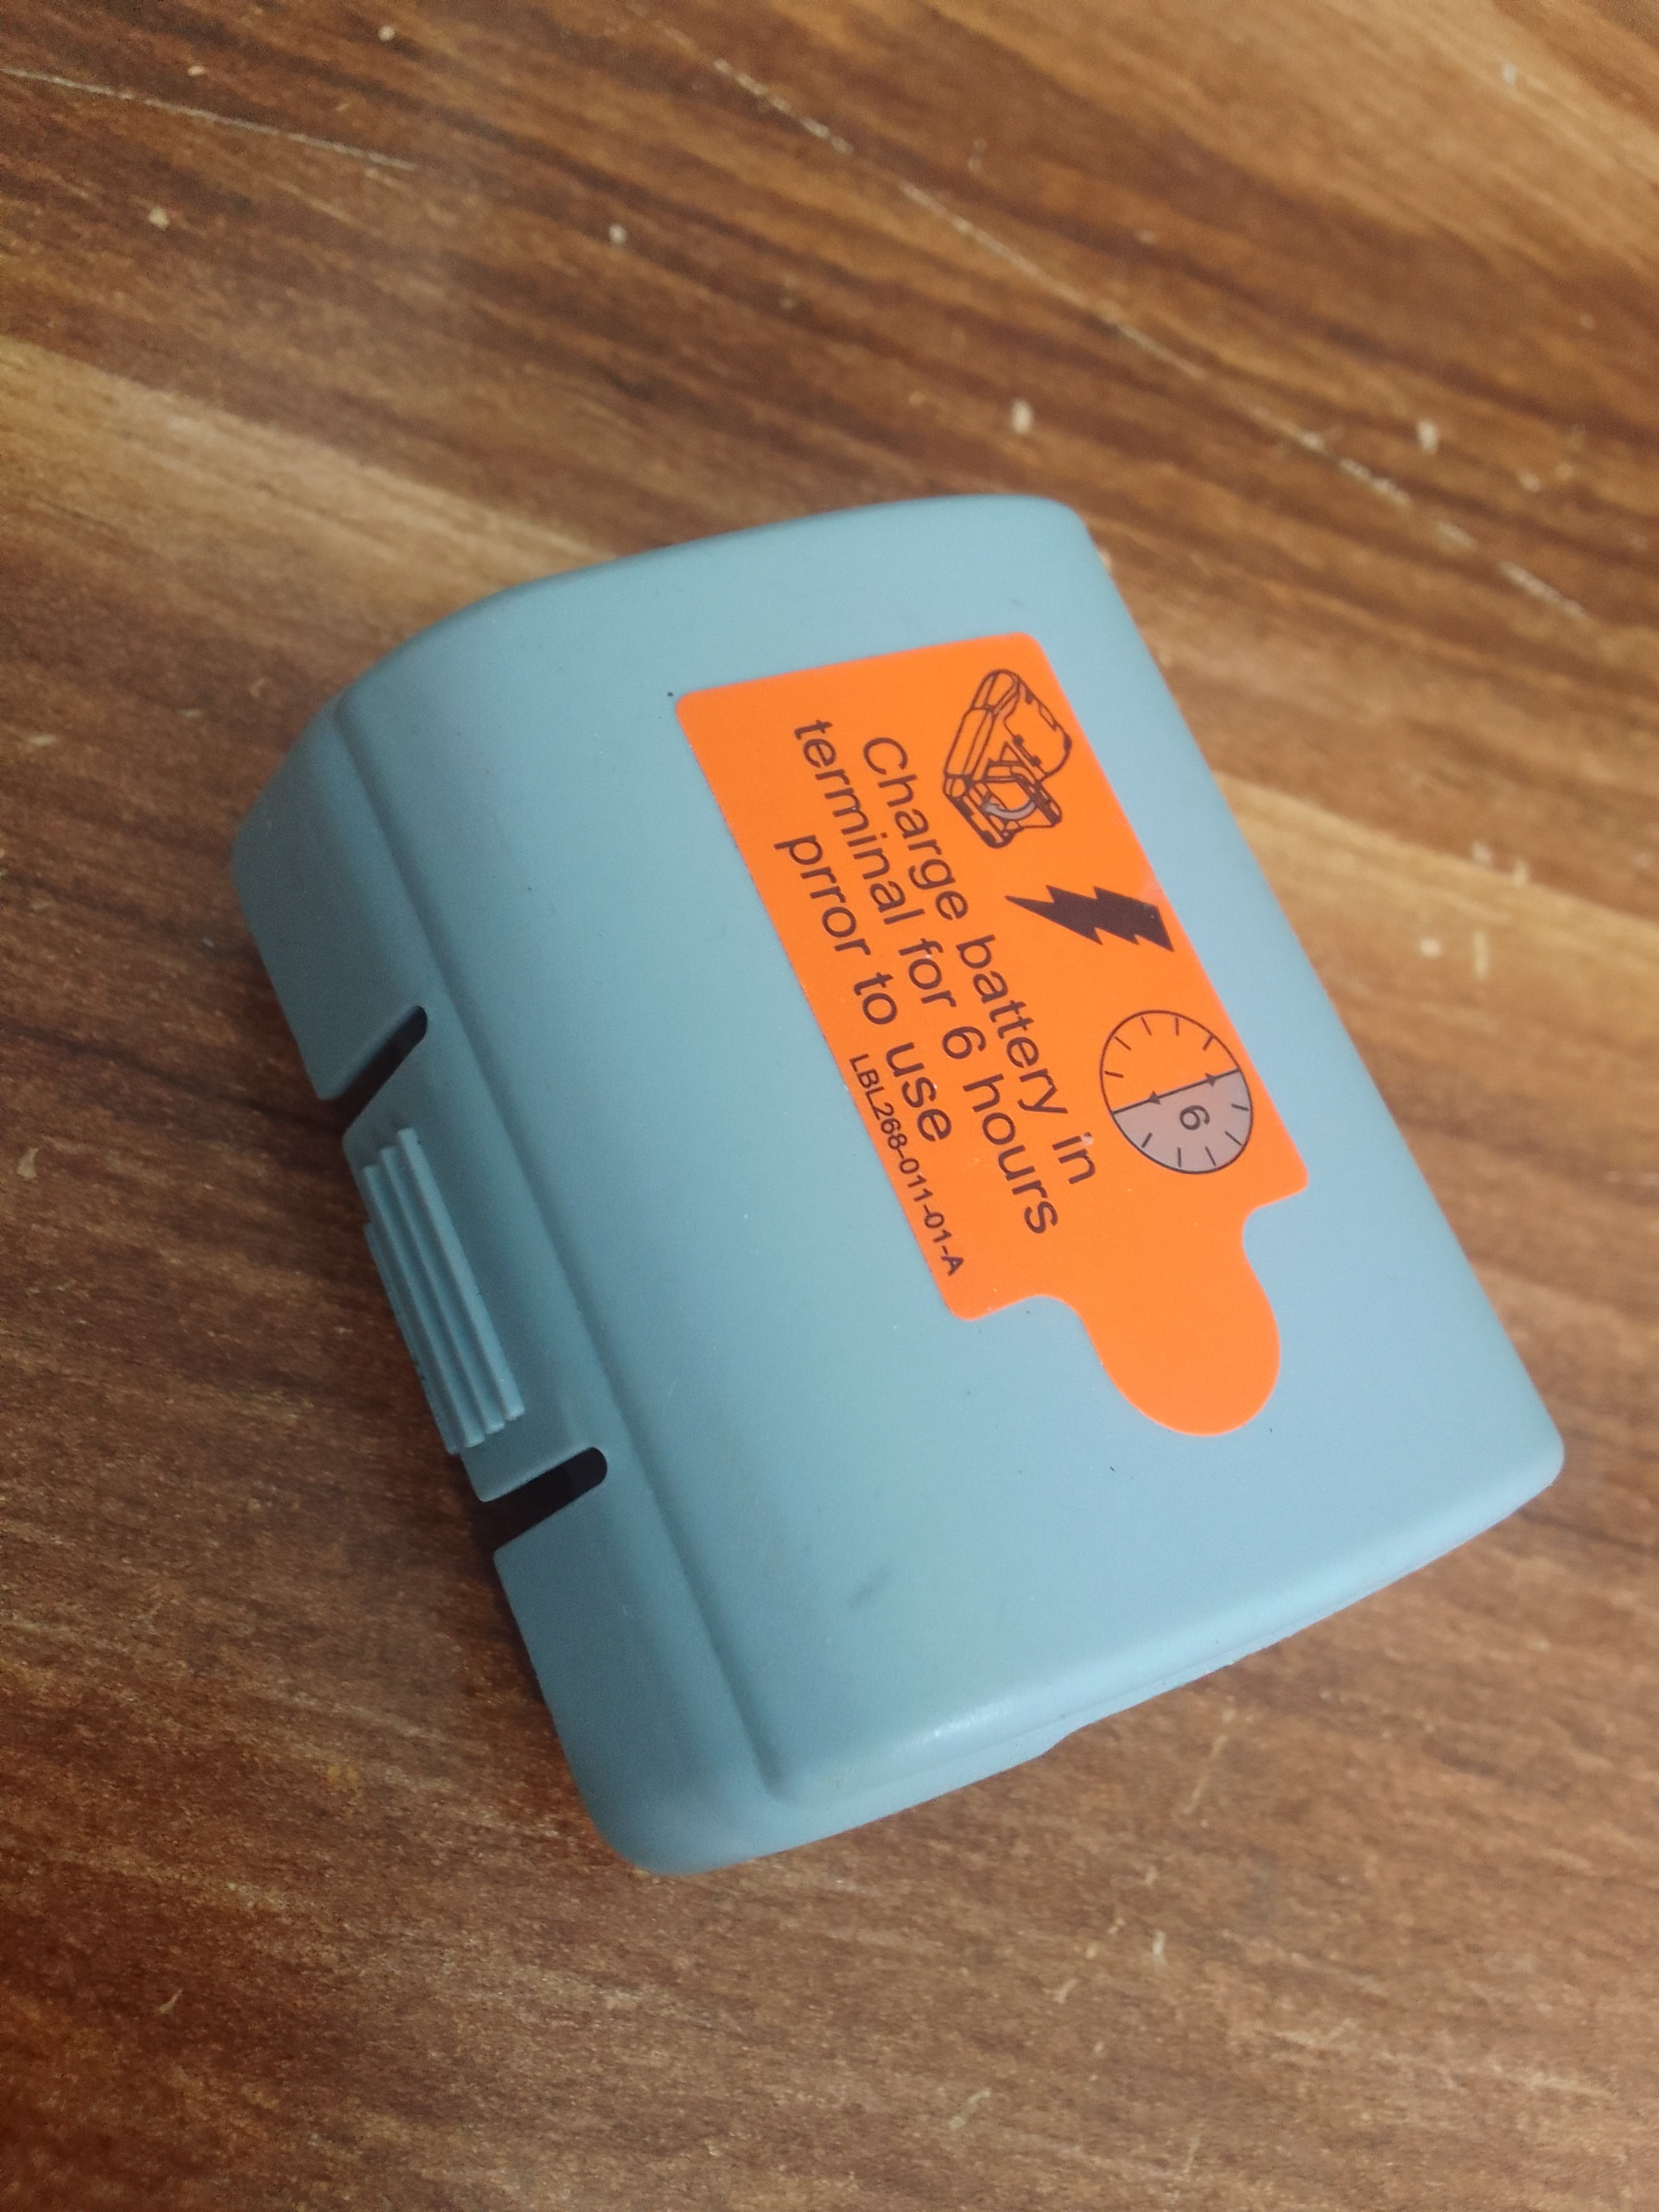 6
Charge battery in
terminal for 6 hours
prror to use
LBL268-011-01-A